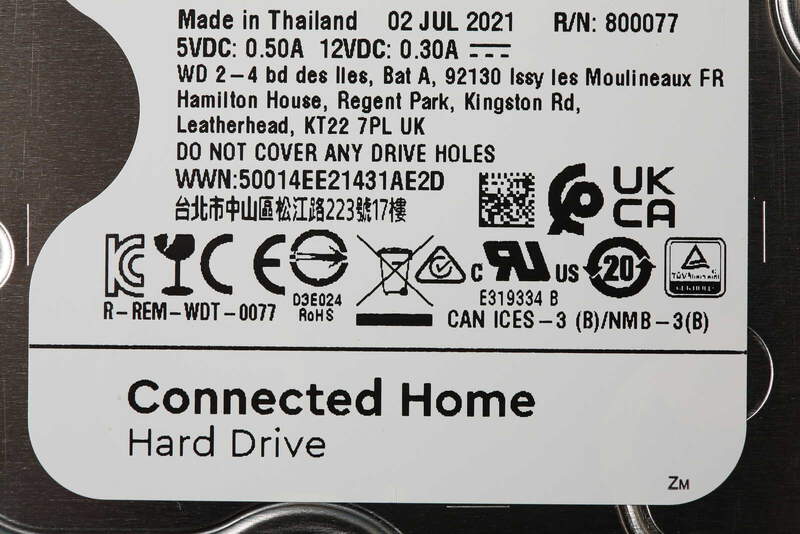 Made in Thailand 02 JUL 2021 R/N: 800077
5VDC: 0.50A 12VDC: 0.30A
WD 2-4 bd des Iles, Bat A, 92130 Issy les Moulineaux FR
Hamilton House, Regent Park, Kingston Rd,
Leatherhead, KT22 7PL UK
DO NOT COVER ANY DRIVE HOLES
WWN:50014EE21431AE2D
UK
CA
台北市中山區松江路223號17樓
C CE
D3E024
RoHS
C US
20
TÜVRheinland
CERTIFIED
E319334 B
R-REM-WDT-0077
CAN ICES-3 (B)/NMB-3(B)
Connected Home
Hard Drive
ZM